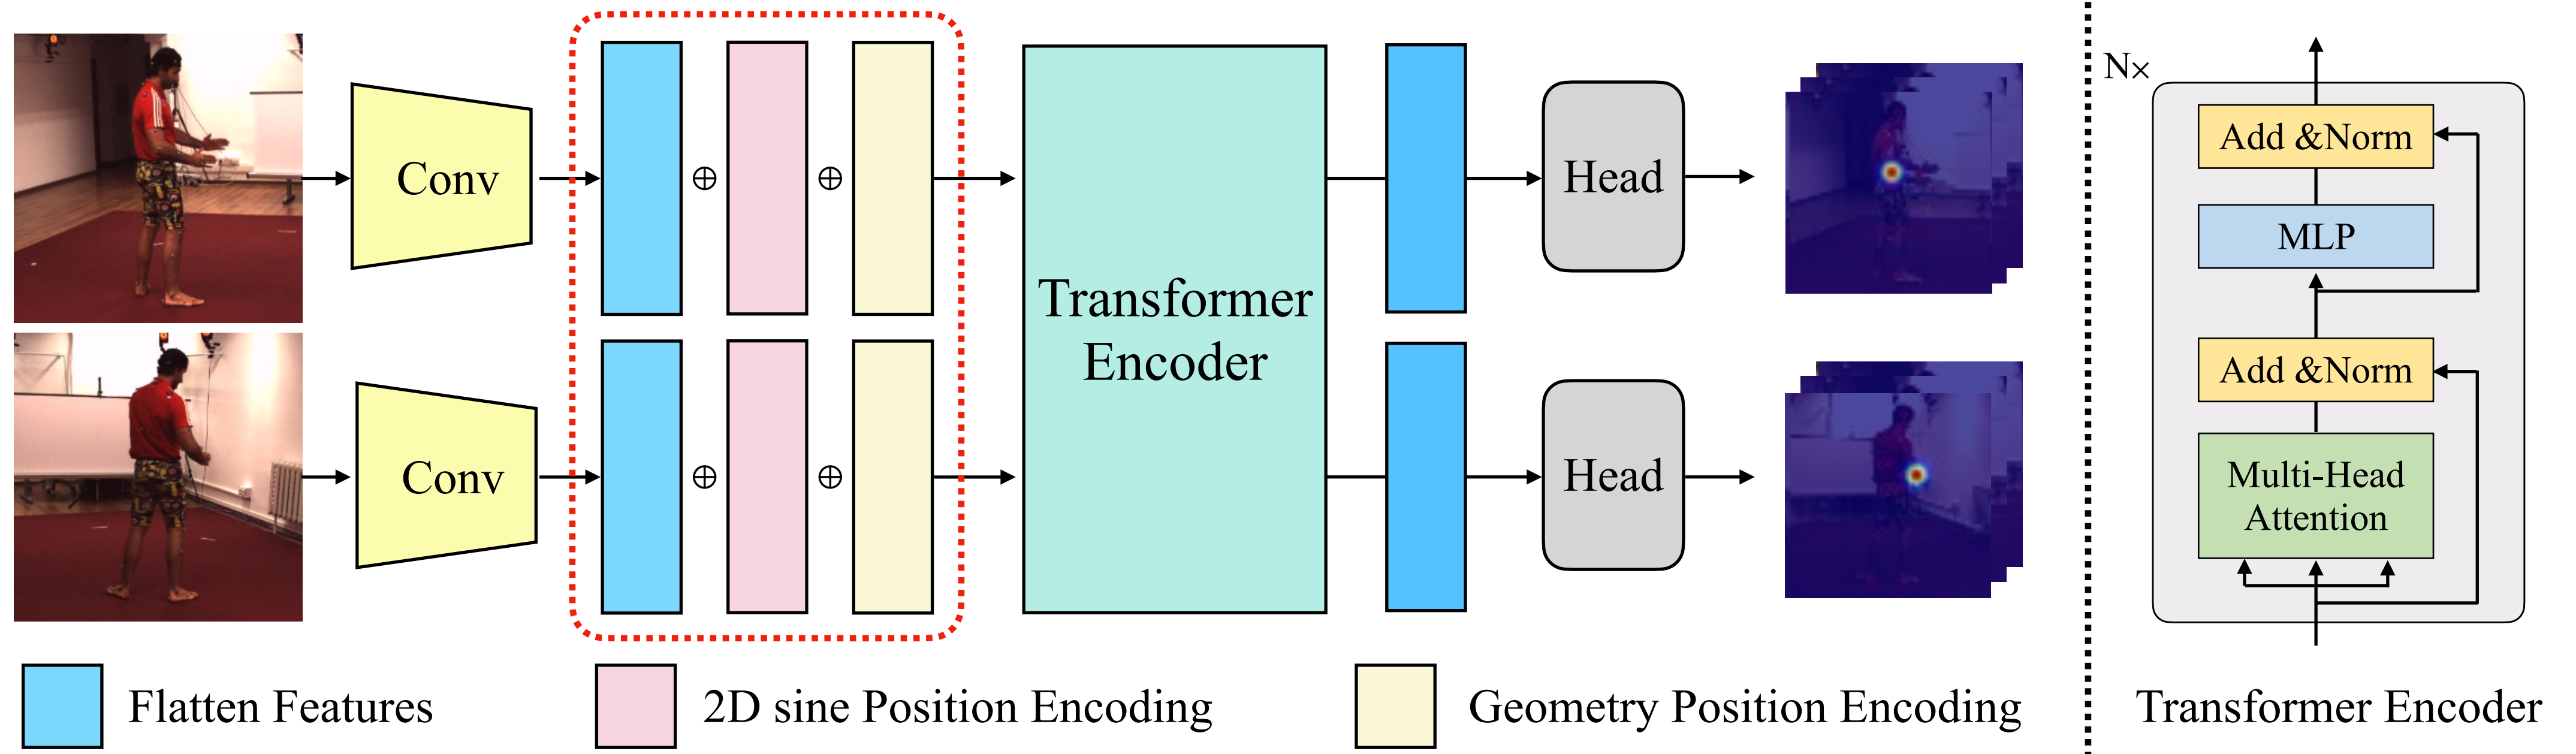 Conv
Conv
Transformer
Encoder
Head
Head
Flatten Features
2D sine Position Encoding
Geometry Position Encoding
N×
Add &Norm
MLP
Add &Norm
Multi-Head
Attention
Transformer Encoder